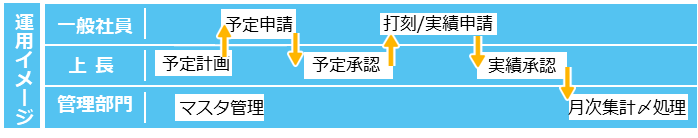 運用イメージ
一般社員
予定申請
打刻/実績申請
上 長
予定計画
予定承認
実績承認
管理部門
マスタ管理
月次集計〆処理